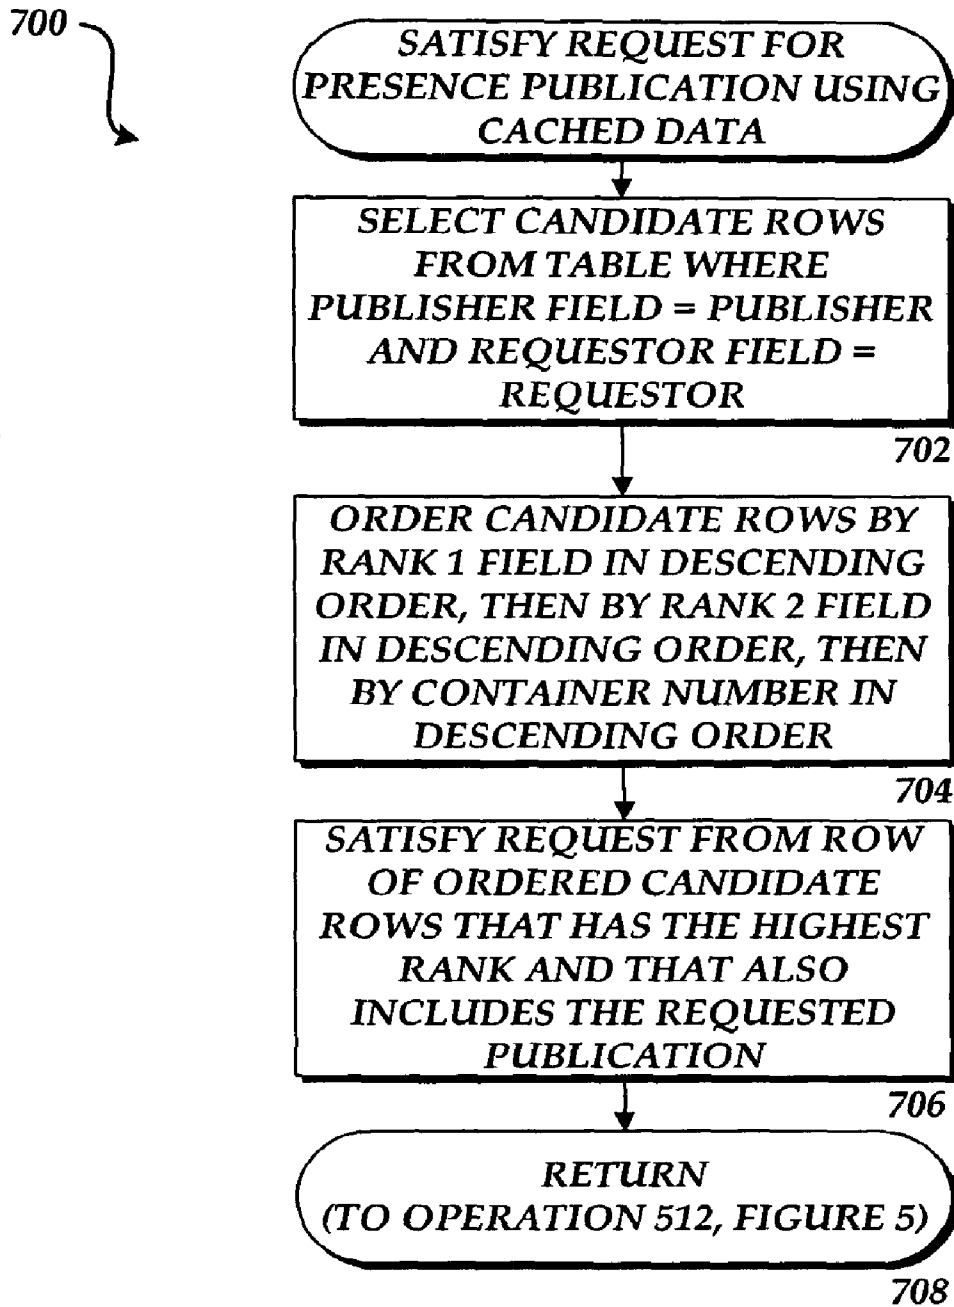 700
SATISFY REQUEST FOR
PRESENCE PUBLICATION USING
CACHED DATA
SELECT CANDIDATE ROWS
FROM TABLE WHERE
PUBLISHER FIELD = PUBLISHER
AND REQUESTOR FIELD =
REQUESTOR
702
ORDER CANDIDATE ROWS BY
RANK 1 FIELD IN DESCENDING
ORDER, THEN BY RANK 2 FIELD
IN DESCENDING ORDER, THEN
BY CONTAINER NUMBER IN
DESCENDING ORDER
704
SATISFY REQUEST FROM ROW
OF ORDERED CANDIDATE
ROWS THAT HAS THE HIGHEST
RANK AND THAT ALSO
INCLUDES THE REQUESTED
PUBLICATION
706
RETURN
(TO OPERATION 512, FIGURE 5)
708